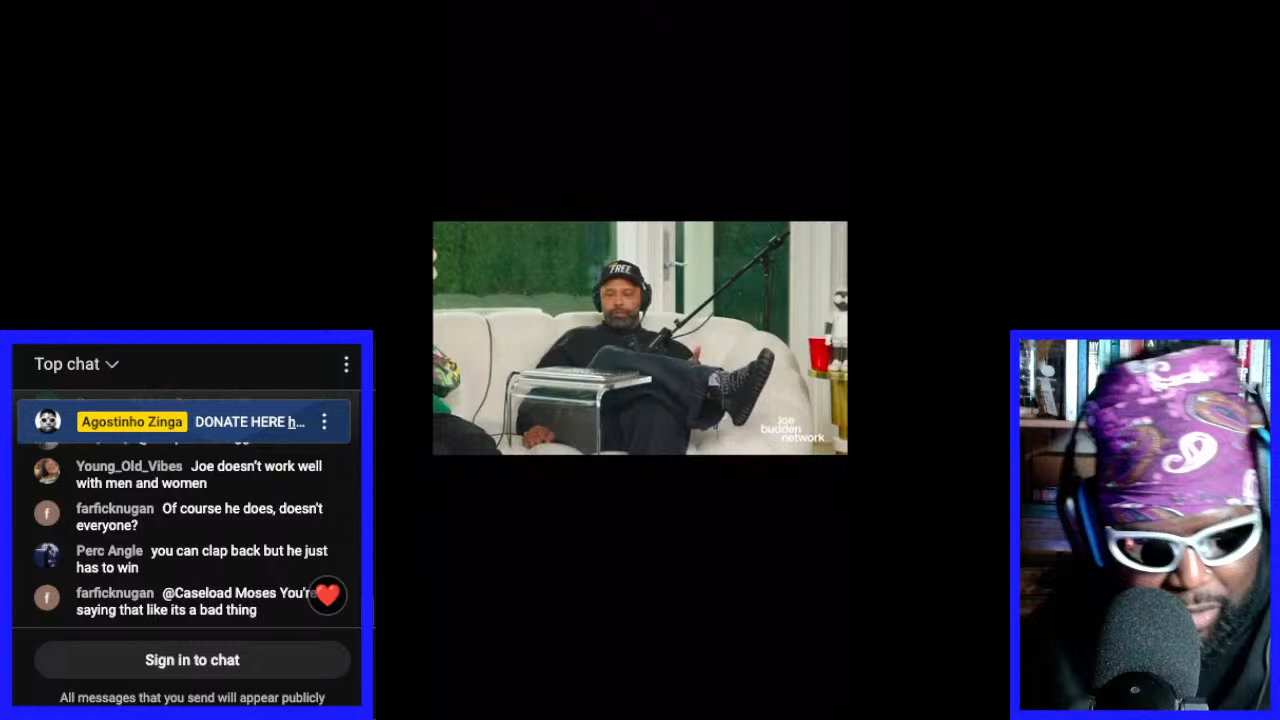 FREE
joe
budden
network
Top chat
Agostinho Zinga DONATE HERE h...
Young_Old_Vibes Joe doesn't work well
with men and women
farficknugan Of course he does, doesn't
everyone?
Perc Angle you can clap back but he just
has to win
farficknugan @Caseload Moses You're
saying that like its a bad thing
Sign in to chat
All messages that you send will appear publicly